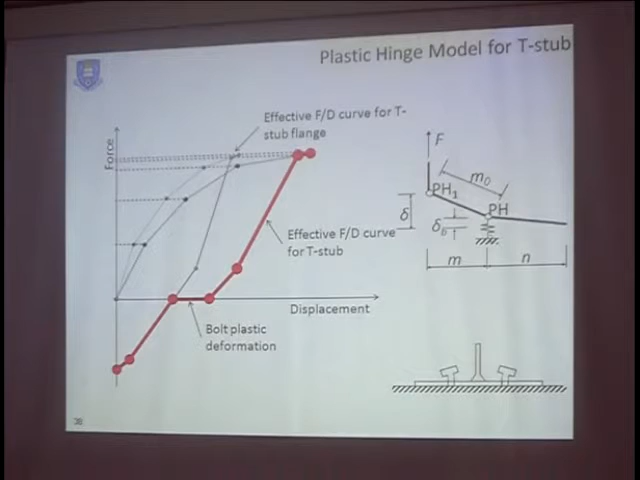 Plastic Hinge Model for T-stub
Effective F/D curve for T-
stub flange
Force
F
m₀
PH₁
PH
δ
δ_b
Effective F/D curve
for T-stub
m
n
Displacement
Bolt plastic
deformation